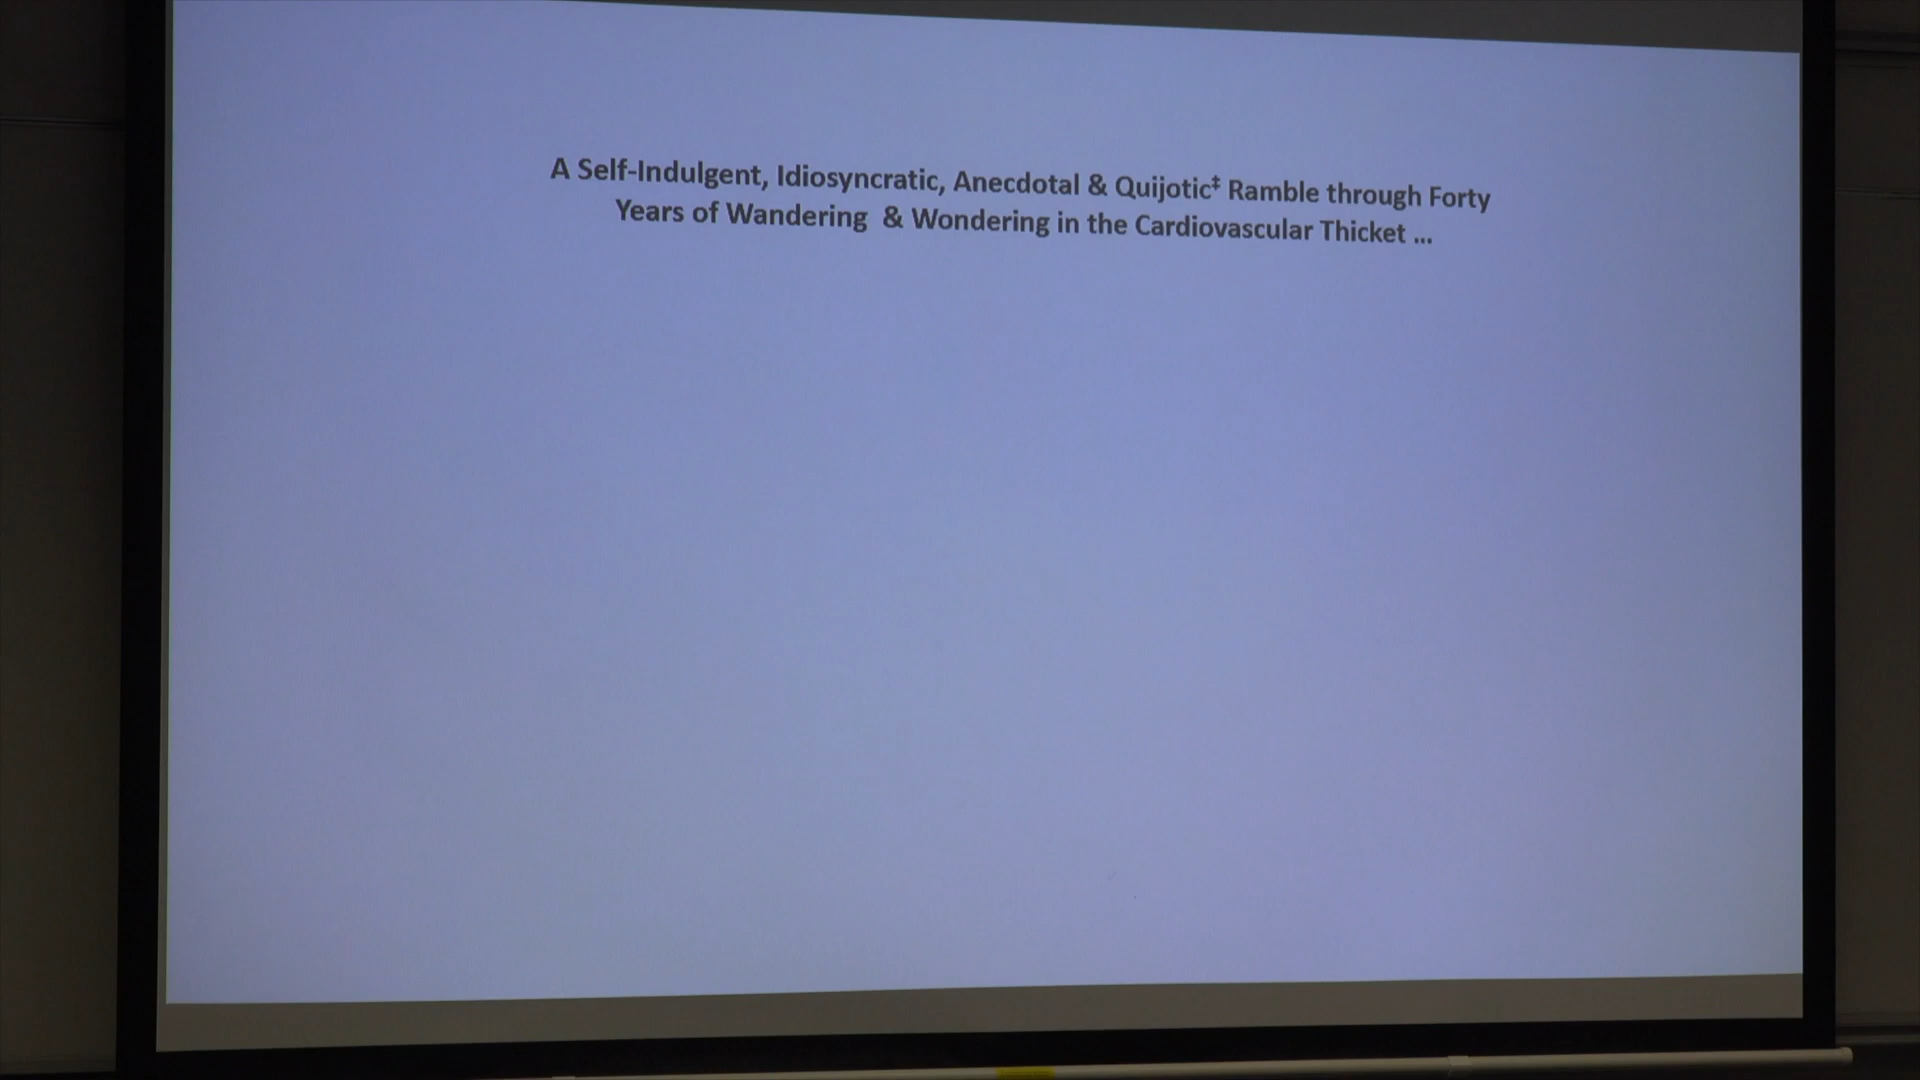 A Self-Indulgent, Idiosyncratic, Anecdotal & Quijotic‡ Ramble through Forty
Years of Wandering & Wondering in the Cardiovascular Thicket ...